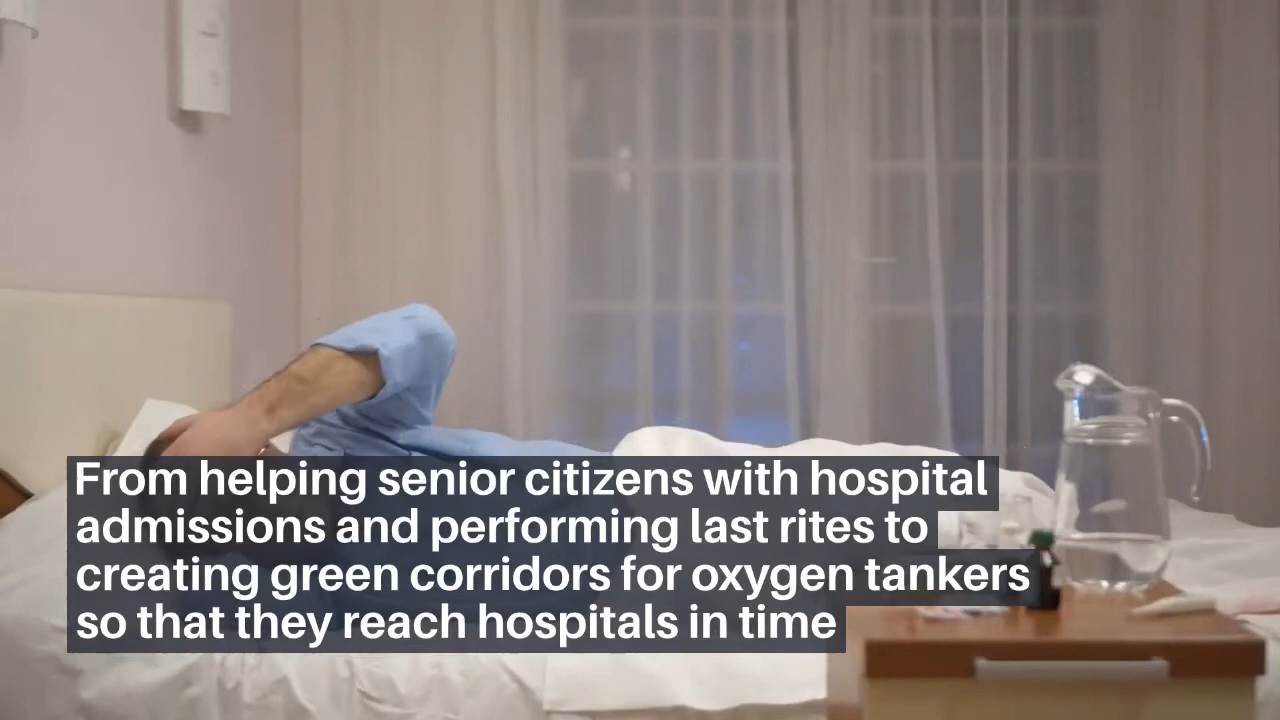 From helping senior citizens with hospital
admissions and performing last rites to
creating green corridors for oxygen tankers
so that they reach hospitals in time